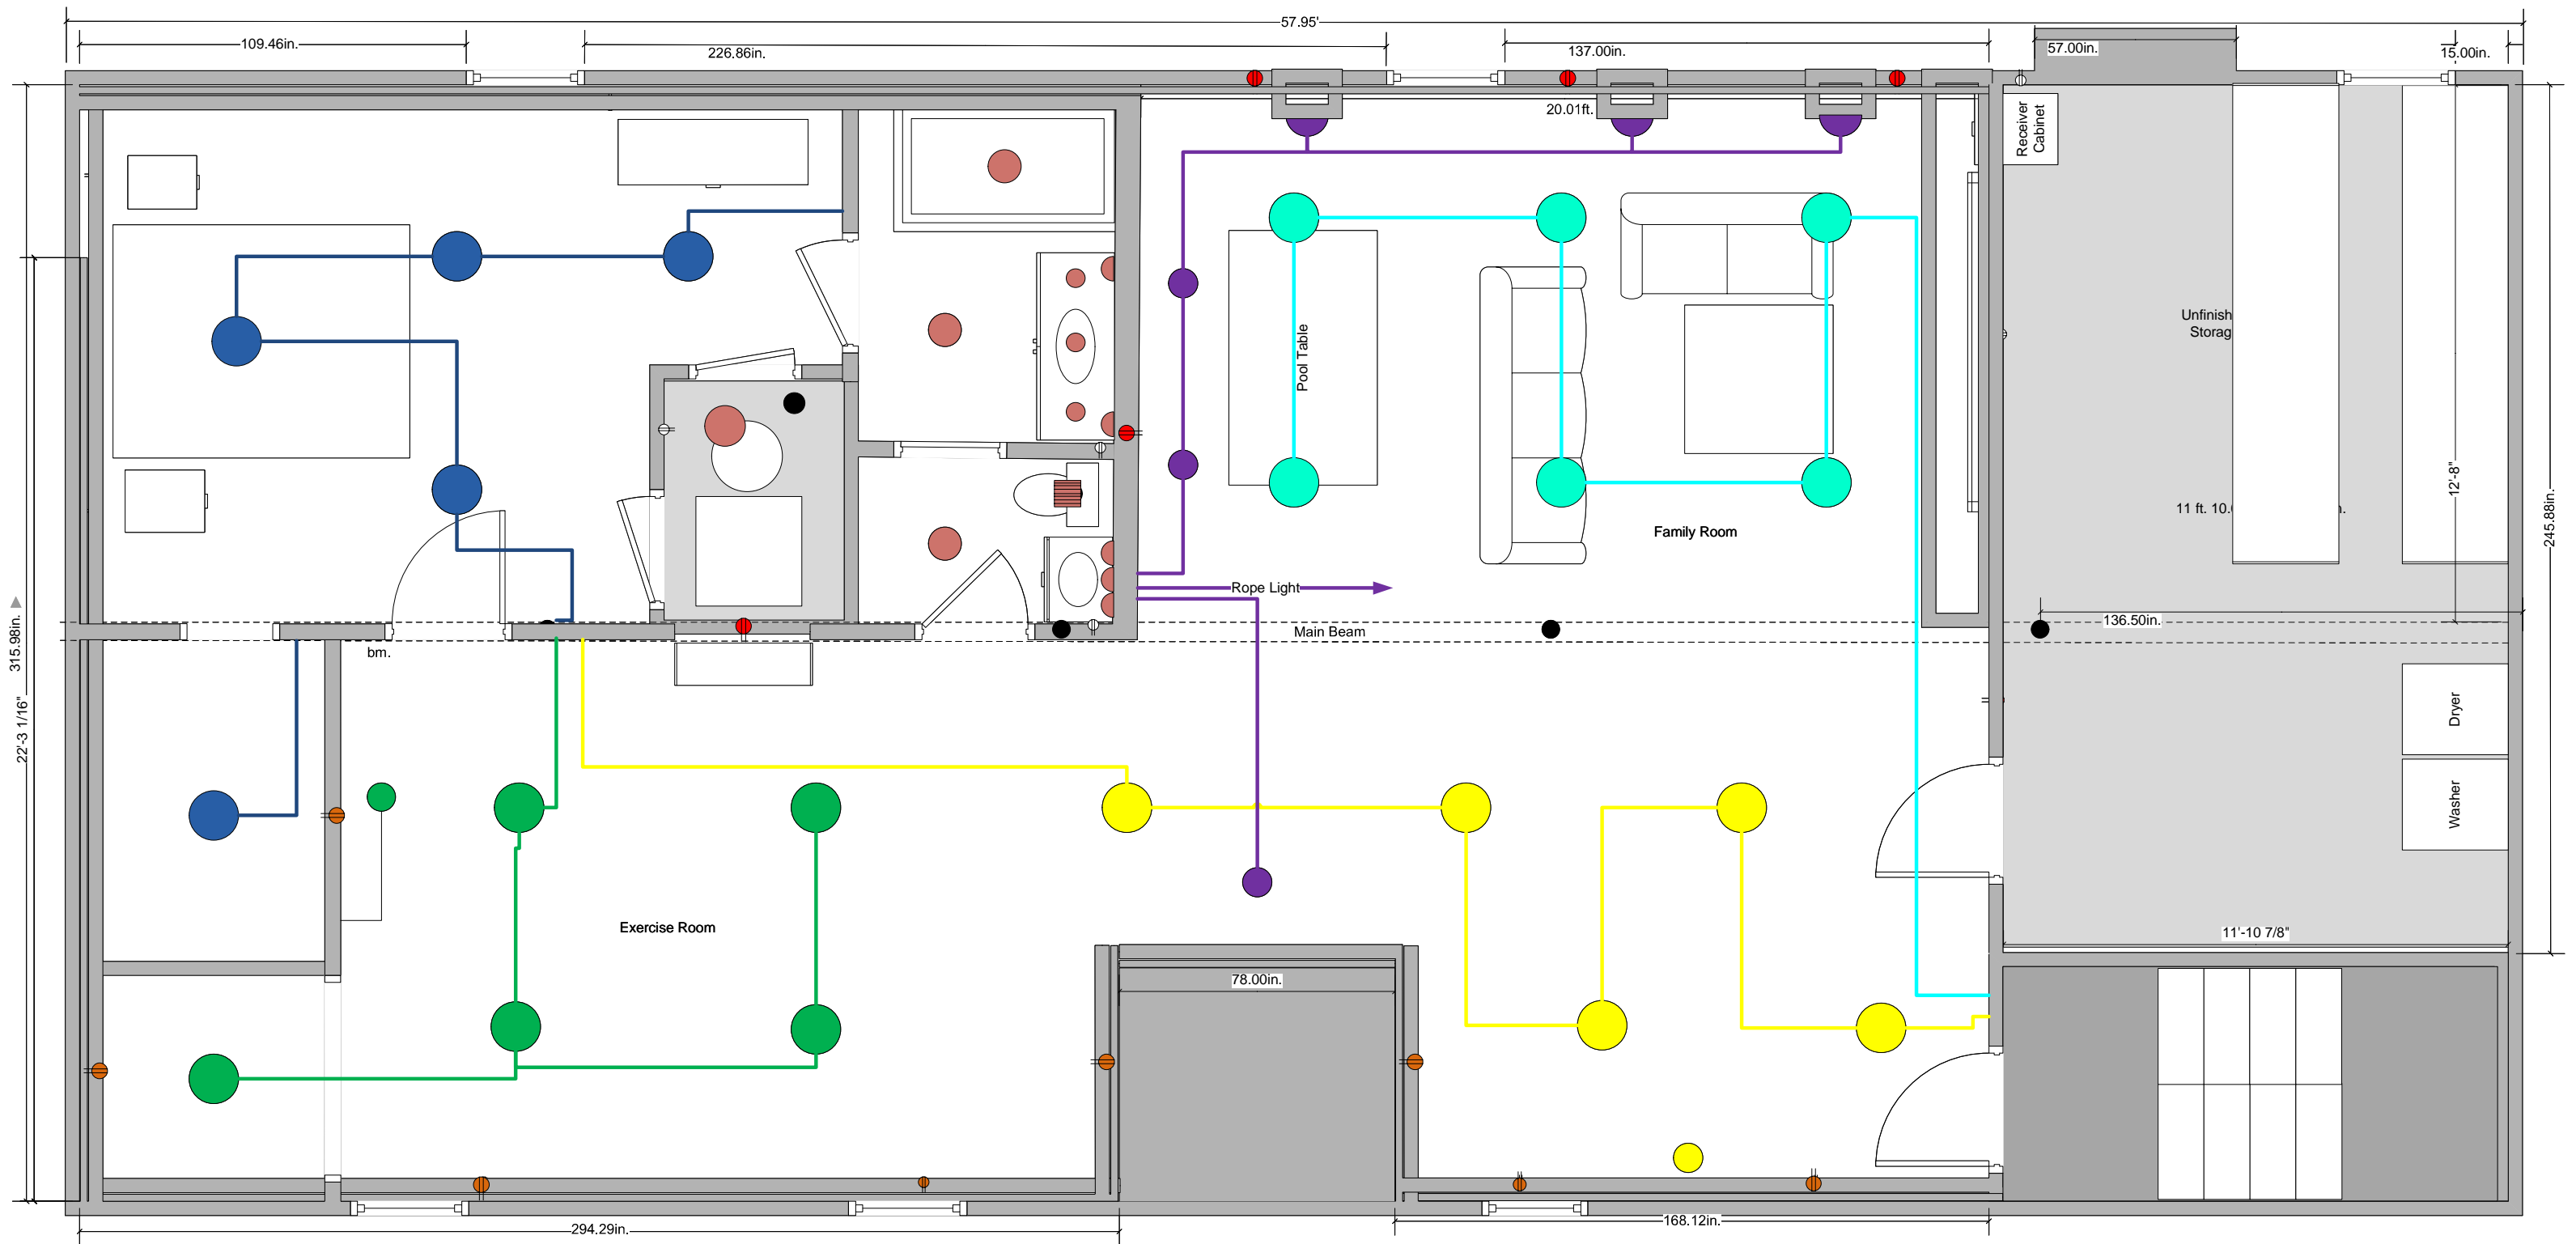 57.95'
109.46in.
226.86in.
137.00in.
57.00in.
15.00in.
20.01ft.
Receiver
Cabinet
Unfinish
Storag
Pool Table
12'-8"
11 ft. 10.
n.
245.88in.
Family Room
Rope Light
Main Beam
136.50in.
315.98in.
bm.
22'-3 1/16"
Dryer
Washer
Exercise Room
11'-10 7/8"
78.00in.
294.29in.
168.12in.